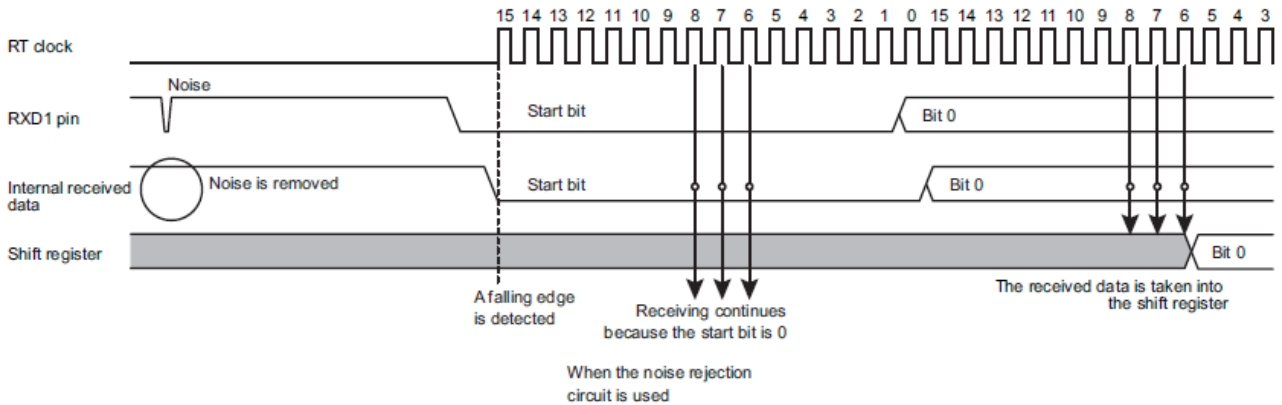 15 14 13 12 11 10 9 8 7 6 5 4 3 2 1 0 15 14 13 12 11 10 9 8 7 6 5 4 3
RT clock
Noise
RXD1 pin
Start bit
Bit 0
Internal received
data
Noise is removed
Start bit
Bit 0
Shift register
Bit 0
A falling edge
is detected
Receiving continues
because the start bit is 0
The received data is taken into
the shift register
When the noise rejection
circuit is used